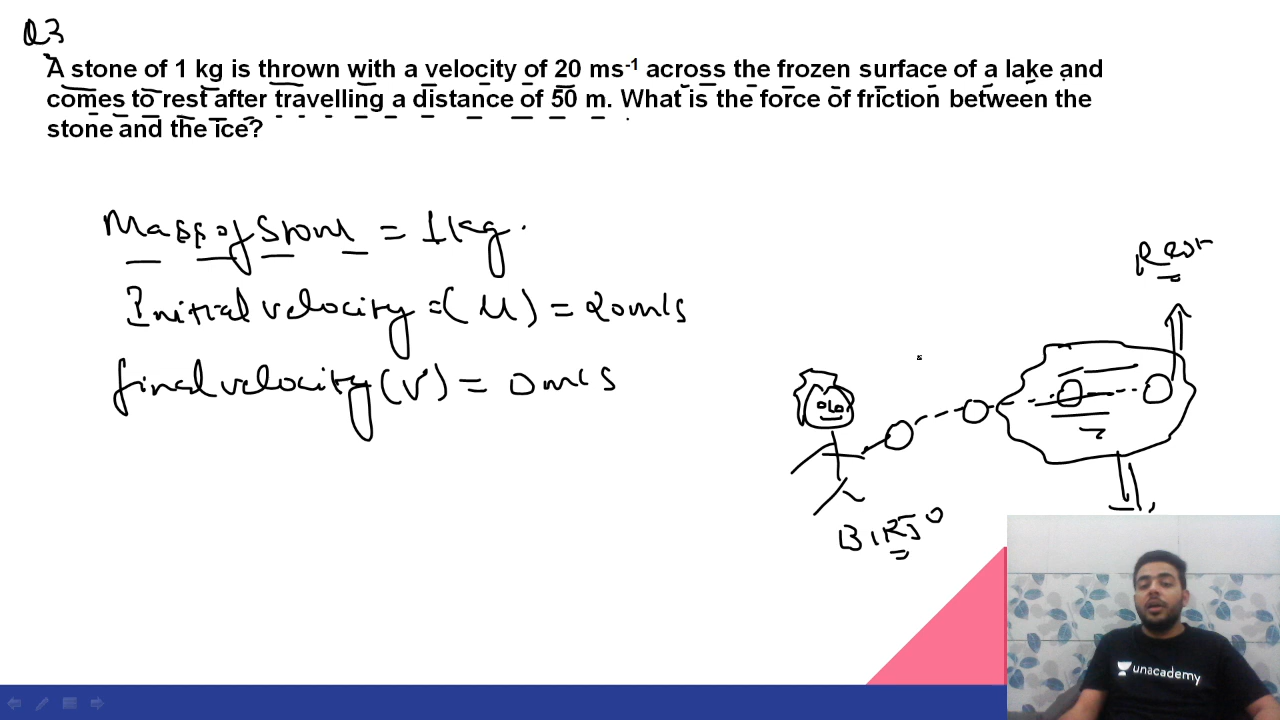 Q3
A stone of 1 kg is thrown with a velocity of 20 ms-1 across the frozen surface of a lake and
comes to rest after travelling a distance of 50 m. What is the force of friction between the
stone and the ice?
Mass of Stone = 1kg.
Initial velocity =( u ) = 20m/s
final velocity (v) = 0 m/s
Rest
BIRJO
unacademy